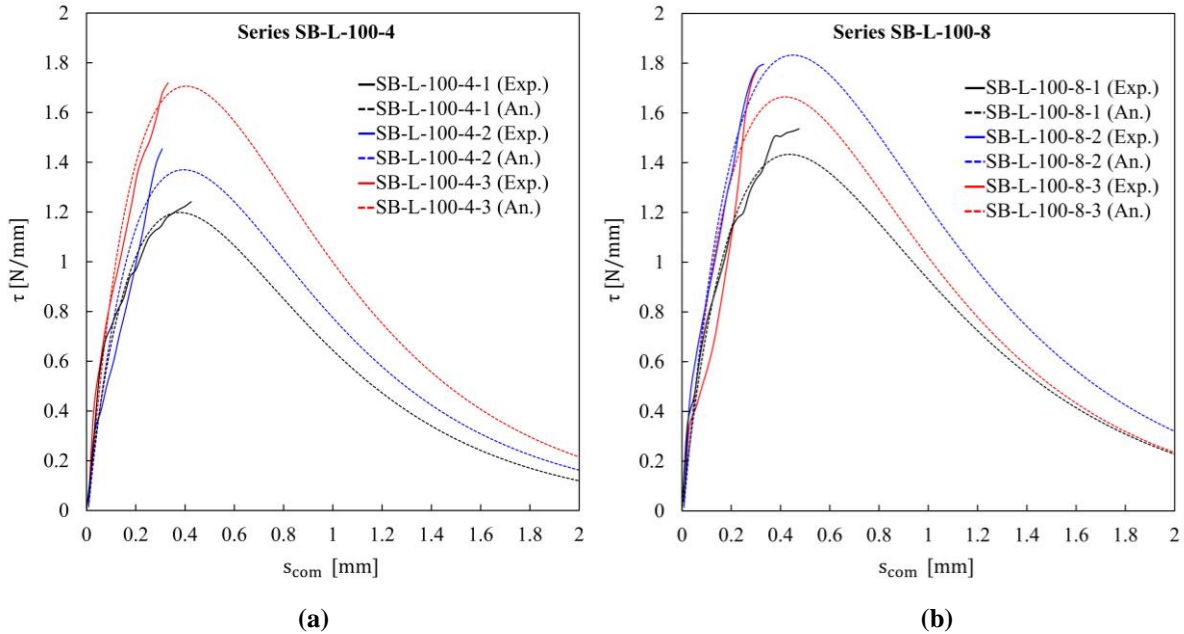 Series SB-L-100-4
SB-L-100-4-1 (Exp.)
SB-L-100-4-1 (An.)
SB-L-100-4-2 (Exp.)
SB-L-100-4-2 (An.)
SB-L-100-4-3 (Exp.)
SB-L-100-4-3 (An.)
τ [N/mm]
2
1.8
1.6
1.4
1.2
1
0.8
0.6
0.4
0.2
0
0 0.2 0.4 0.6 0.8 1 1.2 1.4 1.6 1.8 2
s_com [mm]
(a)
Series SB-L-100-8
SB-L-100-8-1 (Exp.)
SB-L-100-8-1 (An.)
SB-L-100-8-2 (Exp.)
SB-L-100-8-2 (An.)
SB-L-100-8-3 (Exp.)
SB-L-100-8-3 (An.)
τ [N/mm]
2
1.8
1.6
1.4
1.2
1
0.8
0.6
0.4
0.2
0
0 0.2 0.4 0.6 0.8 1 1.2 1.4 1.6 1.8 2
s_com [mm]
(b)